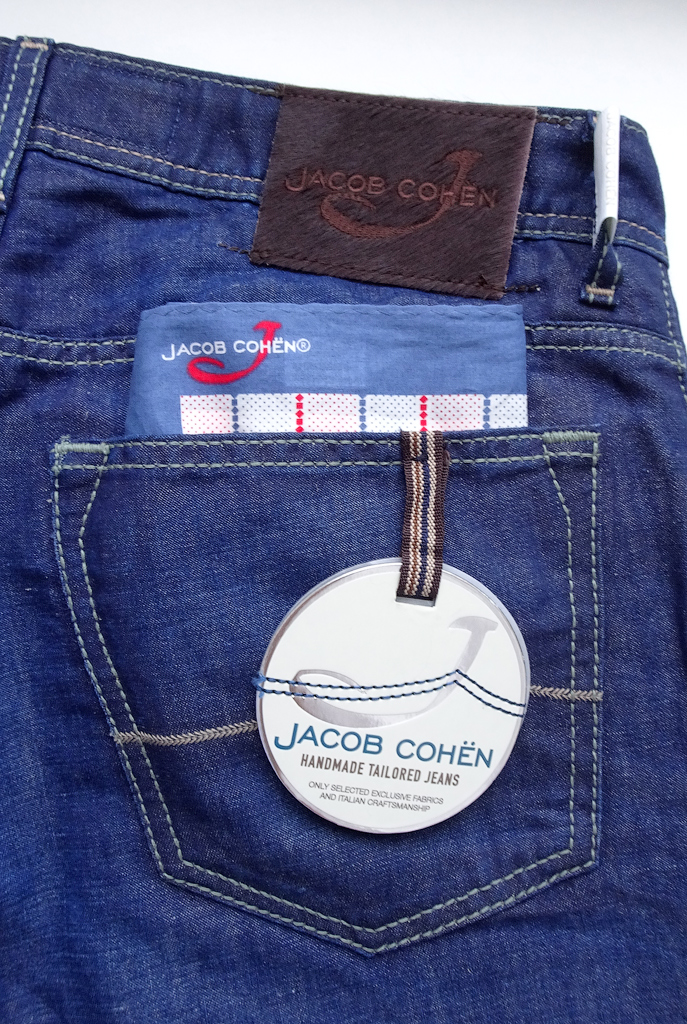 JACOB COHËN
JACOB COHËN®
JACOB COHËN
HANDMADE TAILORED JEANS
ONLY SELECTED EXCLUSIVE FABRICS
AND ITALIAN CRAFTSMANSHIP